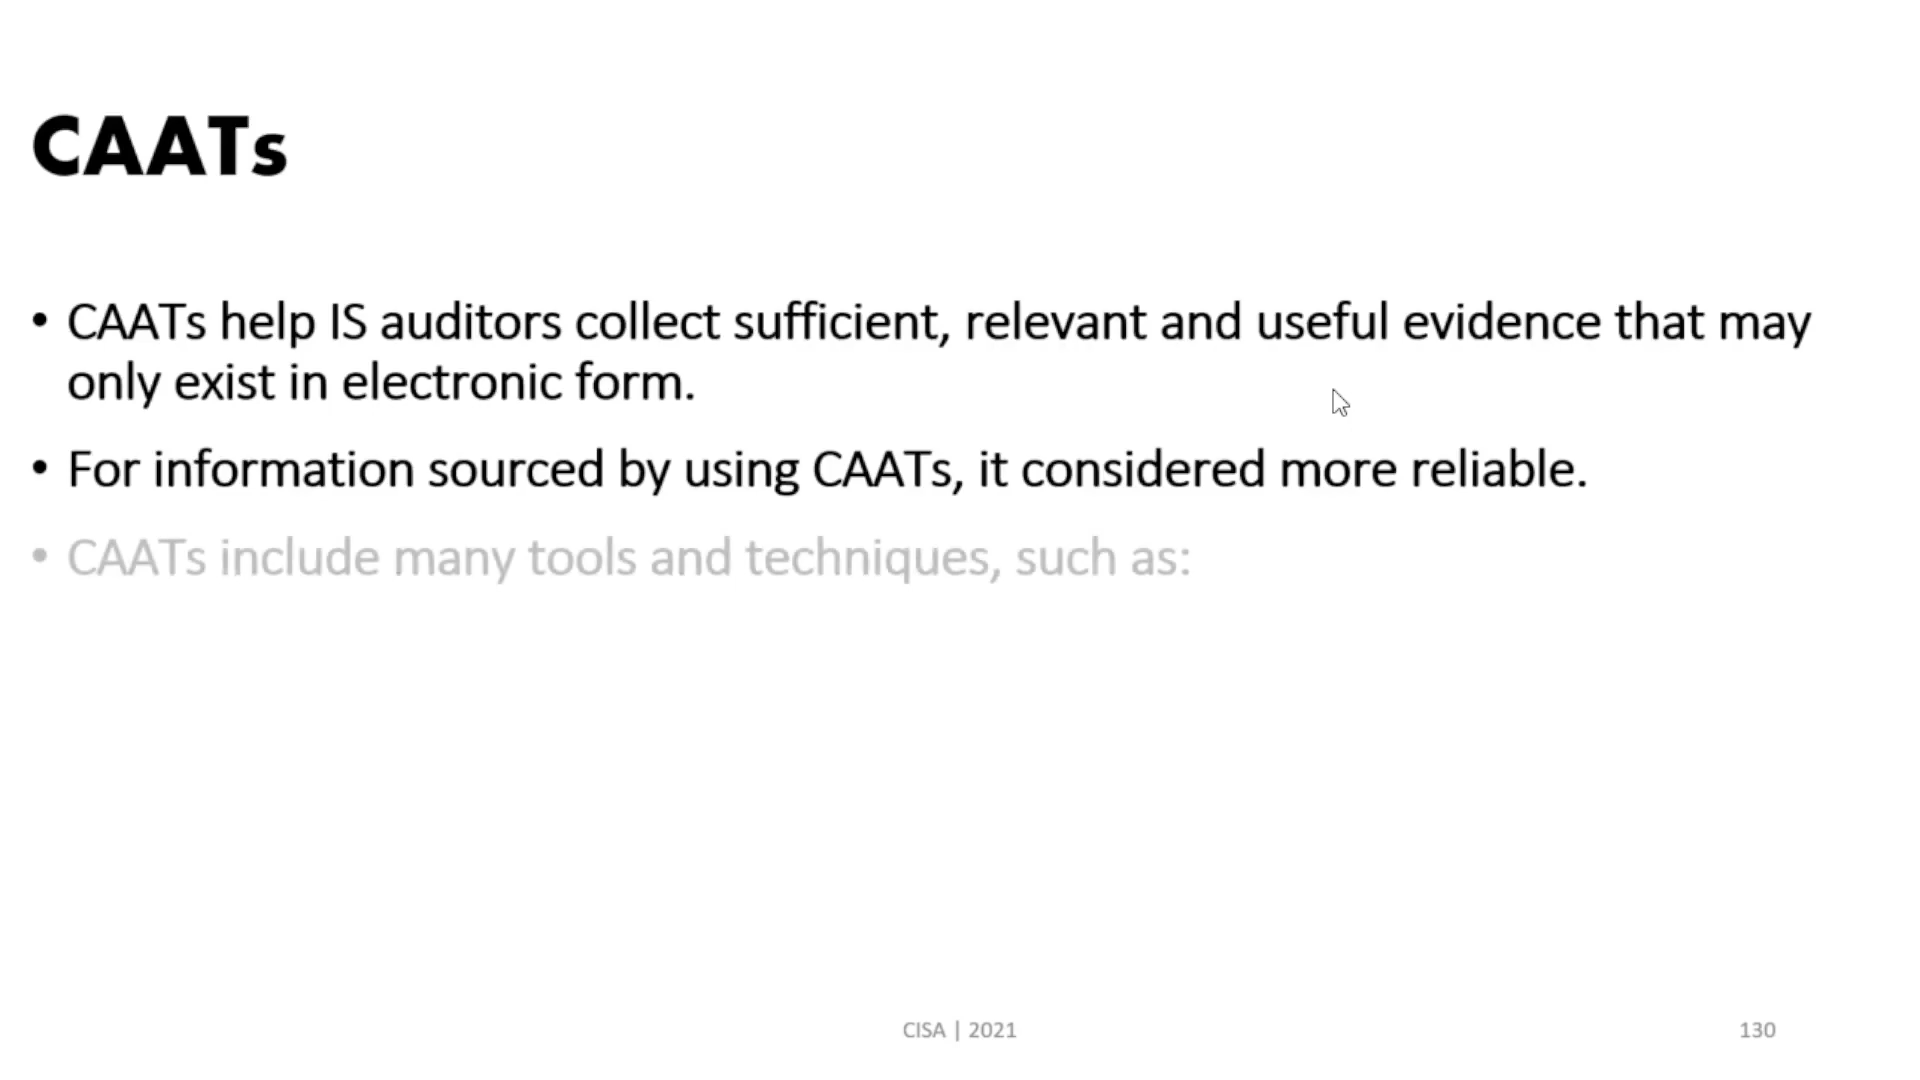 CAATs
• CAATs help IS auditors collect sufficient, relevant and useful evidence that may
only exist in electronic form.
• For information sourced by using CAATs, it considered more reliable.
• CAATs include many tools and techniques, such as:
CISA | 2021
130